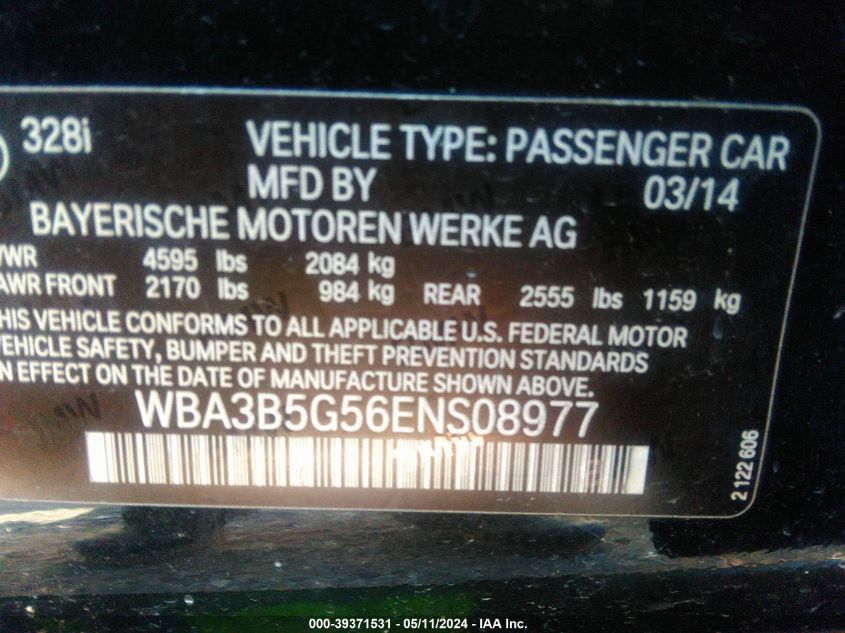 328i VEHICLE TYPE: PASSENGER CAR
MFD BY 03/14
BAYERISCHE MOTOREN WERKE AG
VWR 4595 lbs 2084 kg
AWR FRONT 2170 lbs 984 kg REAR 2555 lbs 1159 kg
HIS VEHICLE CONFORMS TO ALL APPLICABLE U.S. FEDERAL MOTOR
VEHICLE SAFETY, BUMPER AND THEFT PREVENTION STANDARDS
N EFFECT ON THE DATE OF MANUFACTURE SHOWN ABOVE.
WBA3B5G56ENS08977
2 122 606
000-39371531 - 05/11/2024 - IAA Inc.